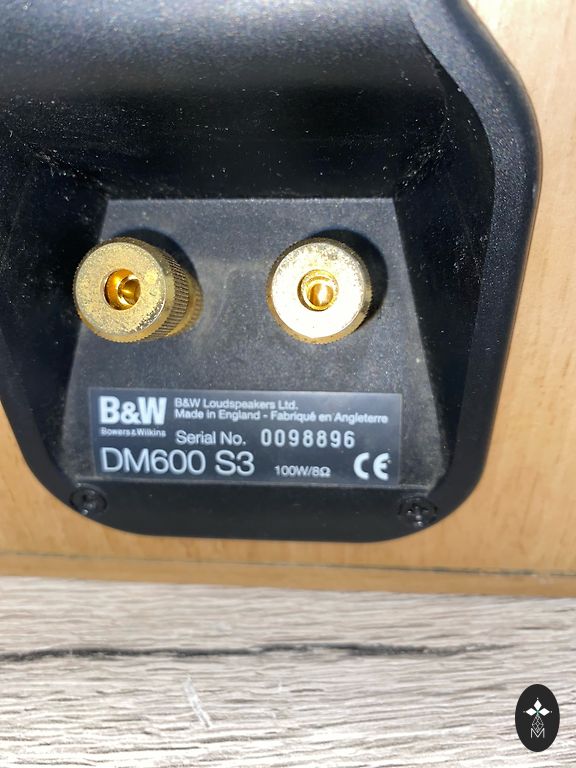 B&W
Bowers & Wilkins
B&W Loudspeakers Ltd.
Made in England - Fabriqué en Angleterre
Serial No. 0098896
DM600 S3 100W/8Ω CE
M